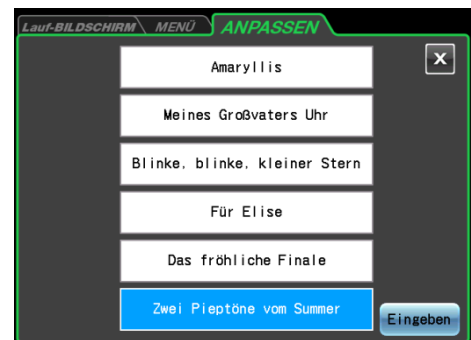 Lauf-BILDSCHIRM MENÜ ANPASSEN
X
Amaryllis
Meines Großvaters Uhr
Blinke, blinke, kleiner Stern
Für Elise
Das fröhliche Finale
Zwei Pieptöne vom Summer
Eingeben